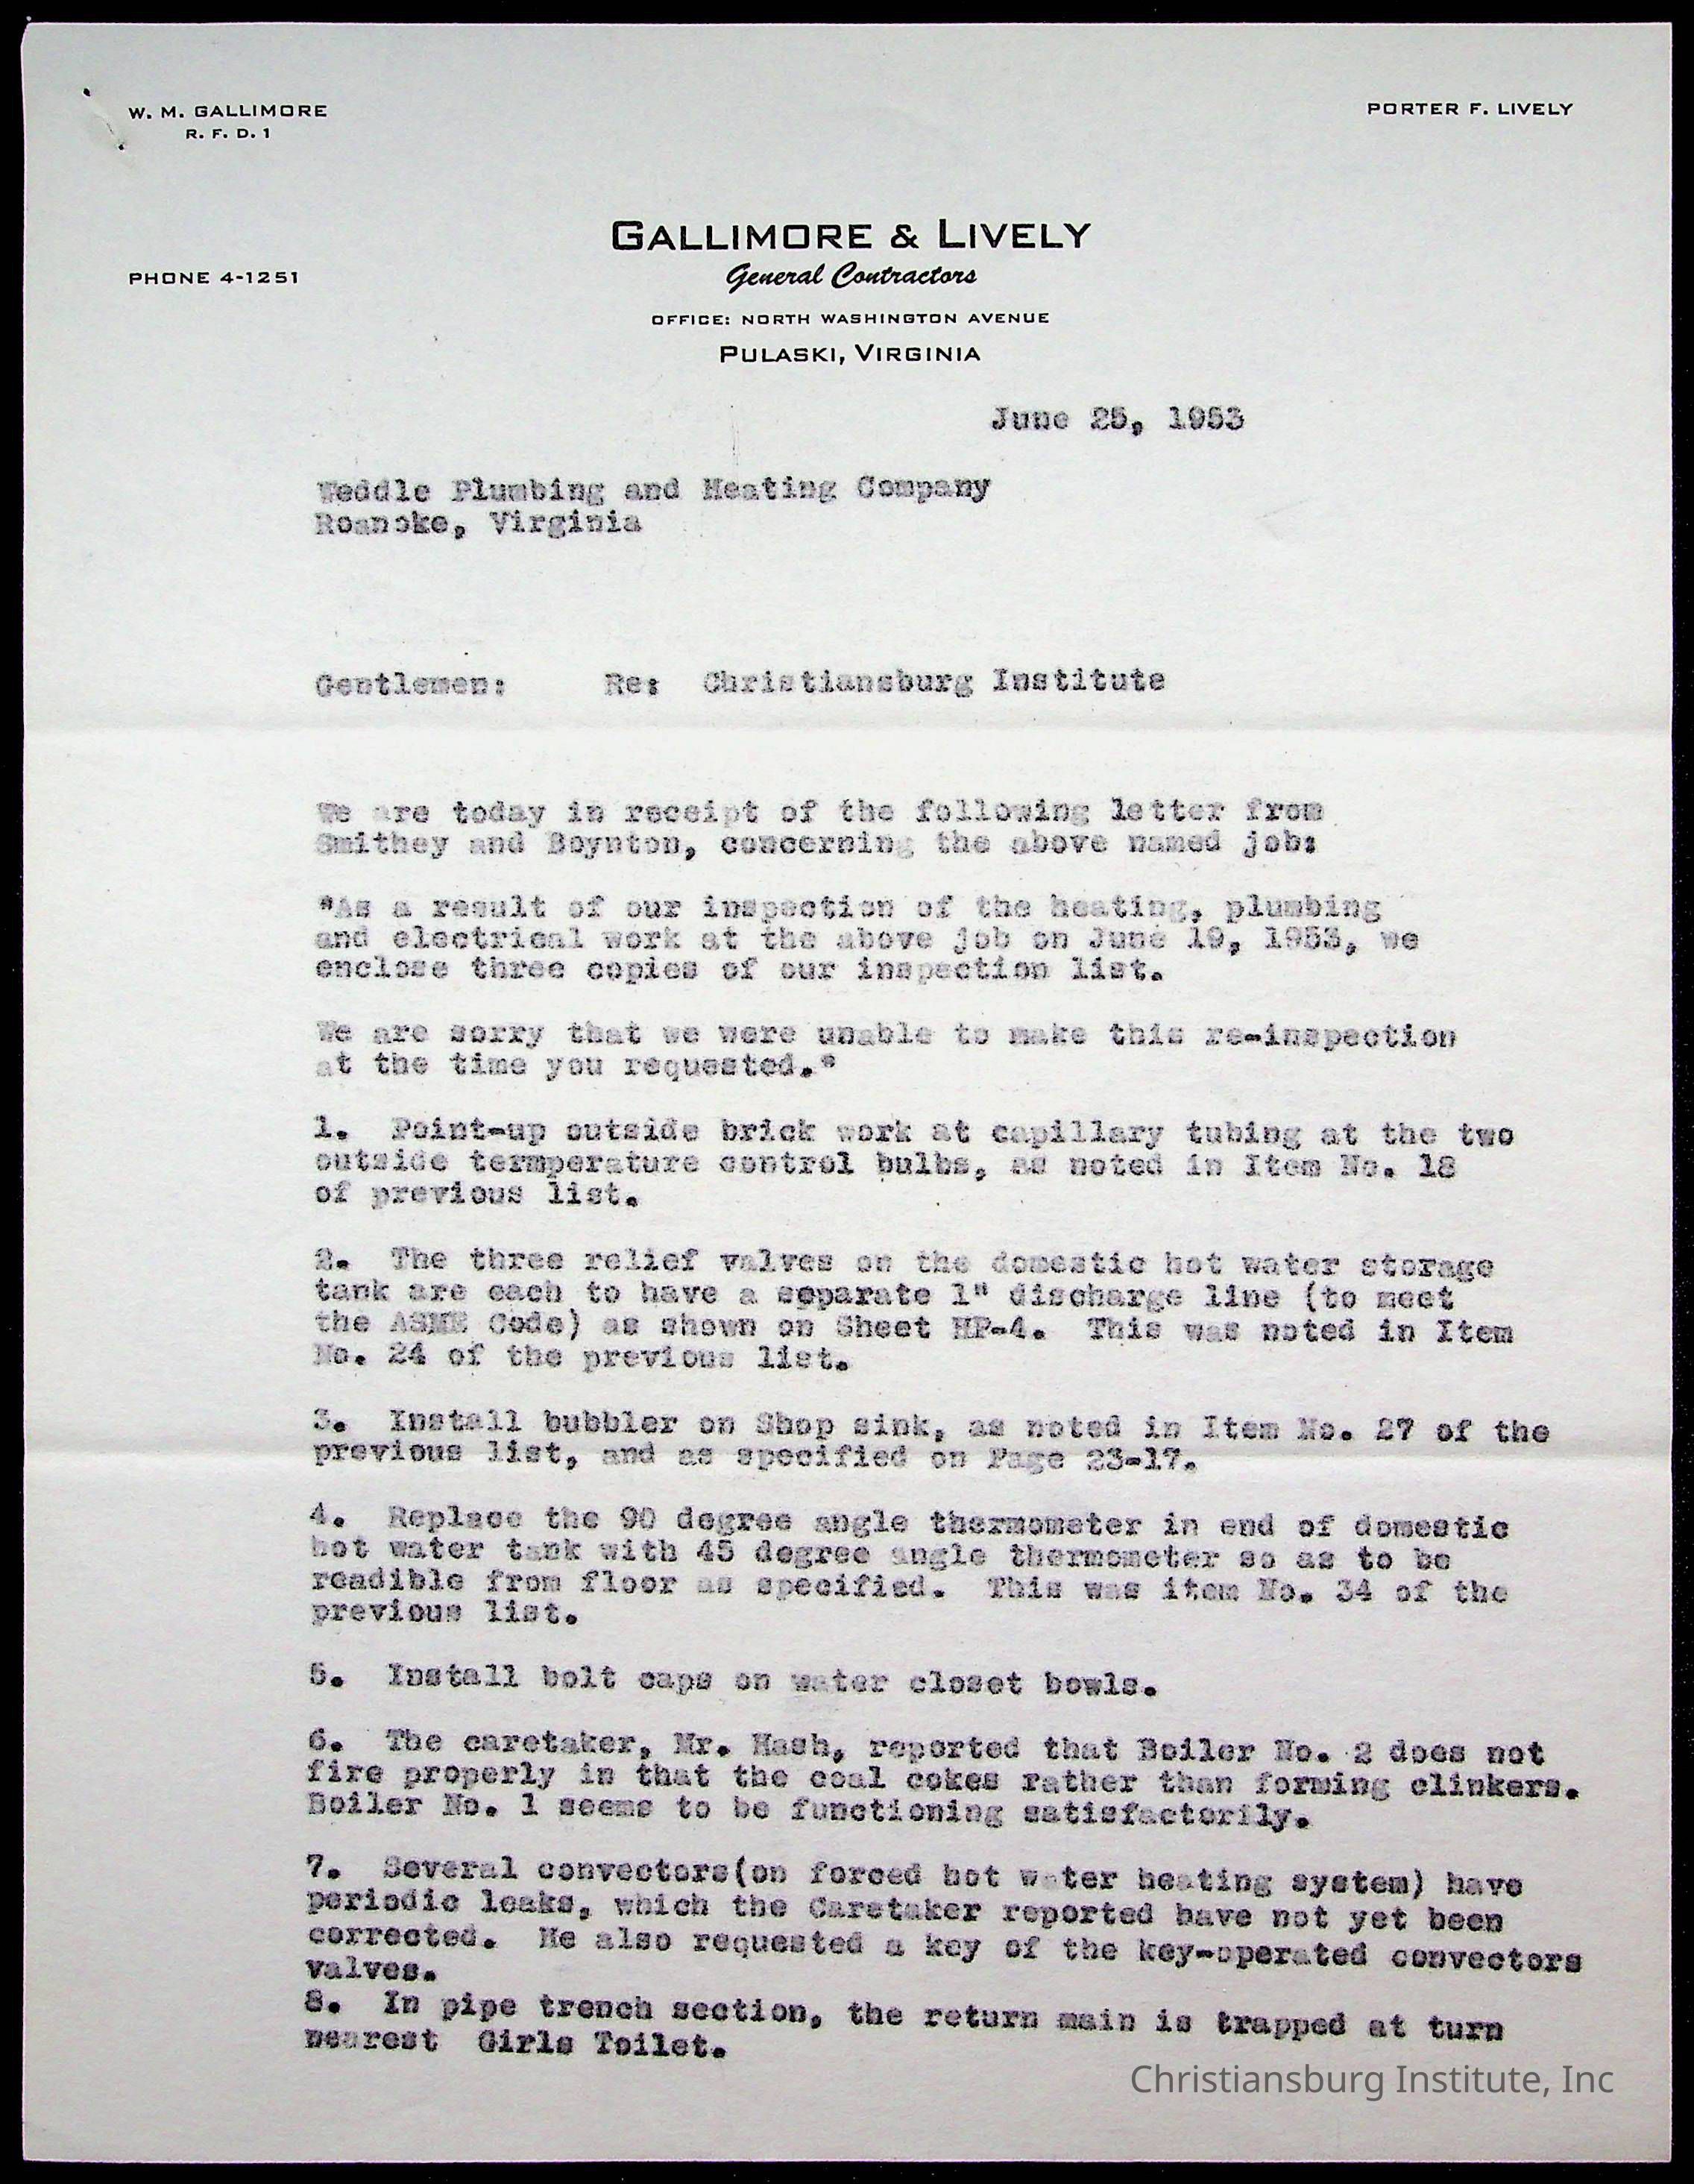 W. M. GALLIMORE
R. F. D. 1
PORTER F. LIVELY
GALLIMORE & LIVELY
General Contractors
PHONE 4-1251
OFFICE: NORTH WASHINGTON AVENUE
PULASKI, VIRGINIA
June 25, 1953
Weddle Plumbing and Heating Company
Roanoke, Virginia
Gentlemen: Re: Christiansburg Institute
We are today in receipt of the following letter from
Smithey and Boynton, concerning the above named job:
"As a result of our inspection of the heating, plumbing
and electrical work at the above job on June 19, 1953, we
enclose three copies of our inspection list.
We are sorry that we were unable to make this re-inspection
at the time you requested."
1. Point-up outside brick work at capillary tubing at the two
outside termperature control bulbs, as noted in Item No. 18
of previous list.
2. The three relief valves on the domestic hot water storage
tank are each to have a separate 1" discharge line (to meet
the ASME Code) as shown on Sheet HP-4. This was noted in Item
No. 24 of the previous list.
3. Install bubbler on Shop sink, as noted in Item No. 27 of the
previous list, and as specified on Page 23-17.
4. Replace the 90 degree angle thermometer in end of domestic
hot water tank with 45 degree angle thermometer so as to be
readible from floor as specified. This was item No. 34 of the
previous list.
5. Install bolt caps on water closet bowls.
6. The caretaker, Mr. Hash, reported that Boiler No. 2 does not
fire properly in that the coal cokes rather than forming clinkers.
Boiler No. 1 seems to be functioning satisfactorily.
7. Several convectors(on forced hot water heating system) have
periodic leaks, which the Caretaker reported have not yet been
corrected. He also requested a key of the key-operated convectors
valves.
8. In pipe trench section, the return main is trapped at turn
nearest Girls Toilet.
Christiansburg Institute, Inc